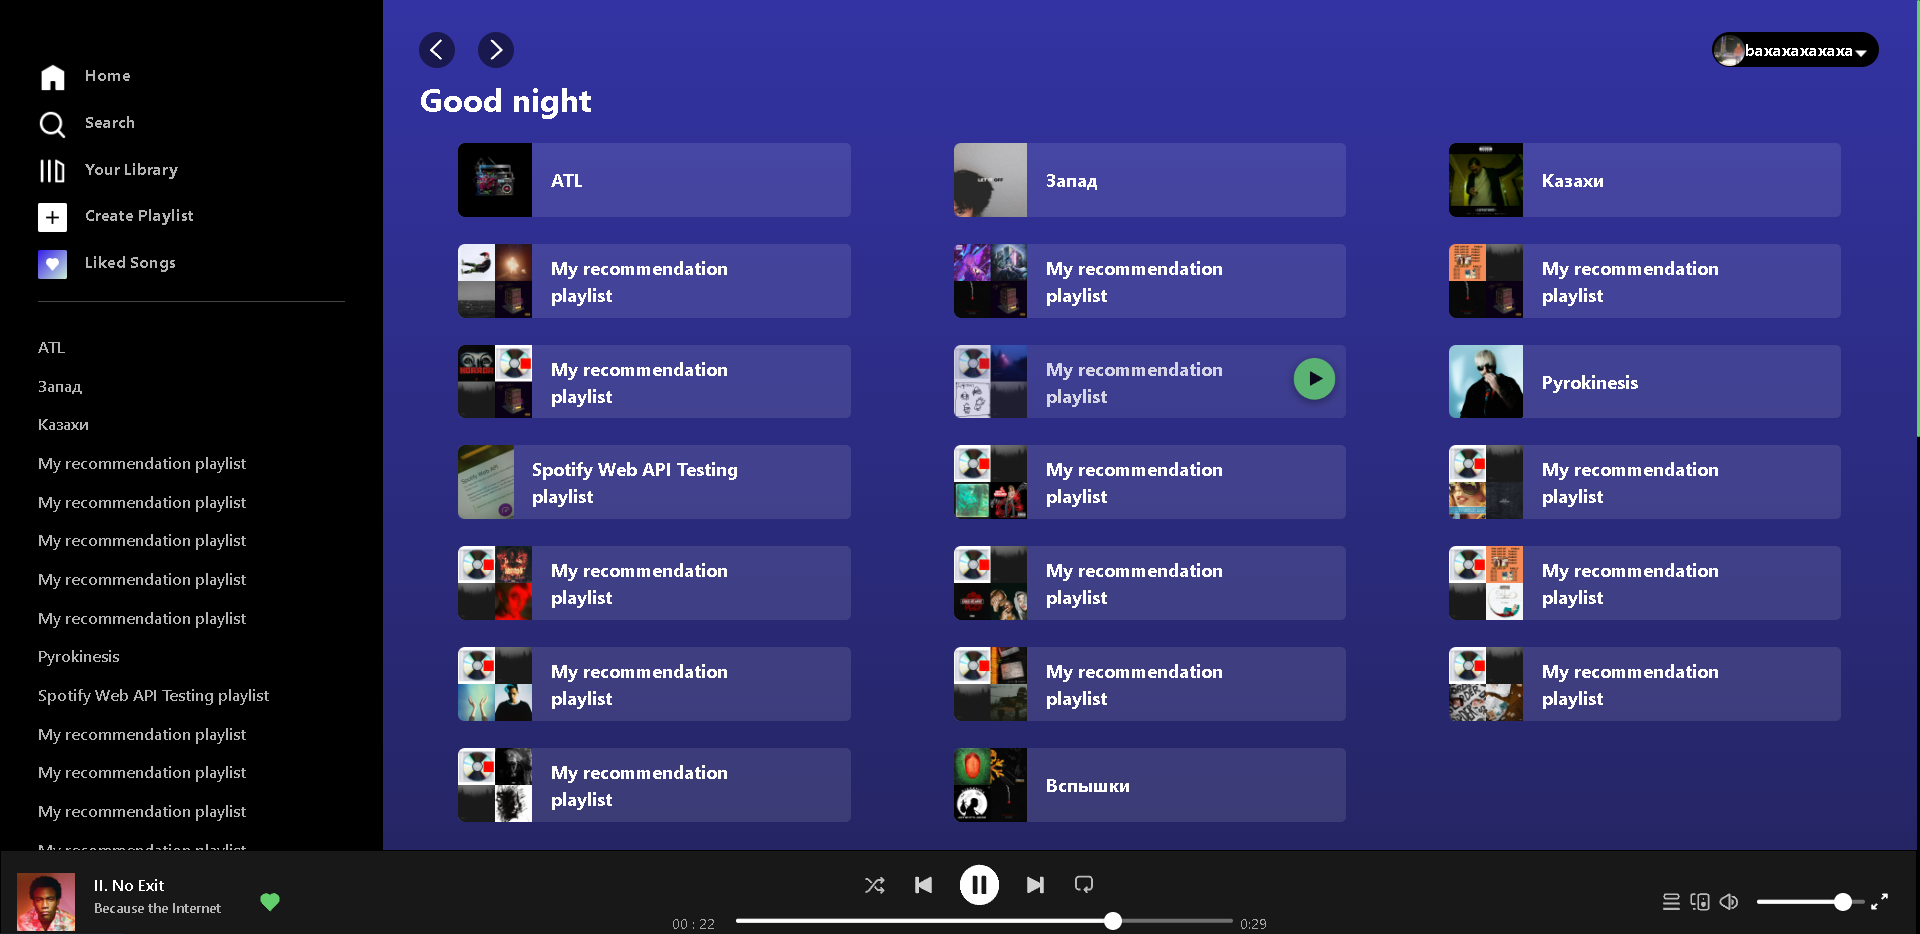 Home
Search
Your Library
Create Playlist
Liked Songs
ATL
Запад
Казахи
My recommendation playlist
My recommendation playlist
My recommendation playlist
My recommendation playlist
My recommendation playlist
Pyrokinesis
Spotify Web API Testing playlist
My recommendation playlist
My recommendation playlist
My recommendation playlist
My recommendation playlist
baxaxaxaxaxa
Good night
ATL
Запад
Казахи
My recommendation
playlist
My recommendation
playlist
My recommendation
playlist
My recommendation
playlist
My recommendation
playlist
Pyrokinesis
Spotify Web API Testing
playlist
My recommendation
playlist
My recommendation
playlist
My recommendation
playlist
My recommendation
playlist
My recommendation
playlist
My recommendation
playlist
My recommendation
playlist
My recommendation
playlist
My recommendation
playlist
Вспышки
II. No Exit
Because the Internet
00 : 22
0:29